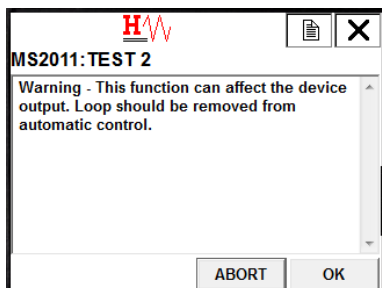 H
MS2011:TEST 2
Warning - This function can affect the device
output. Loop should be removed from
automatic control.
ABORT OK